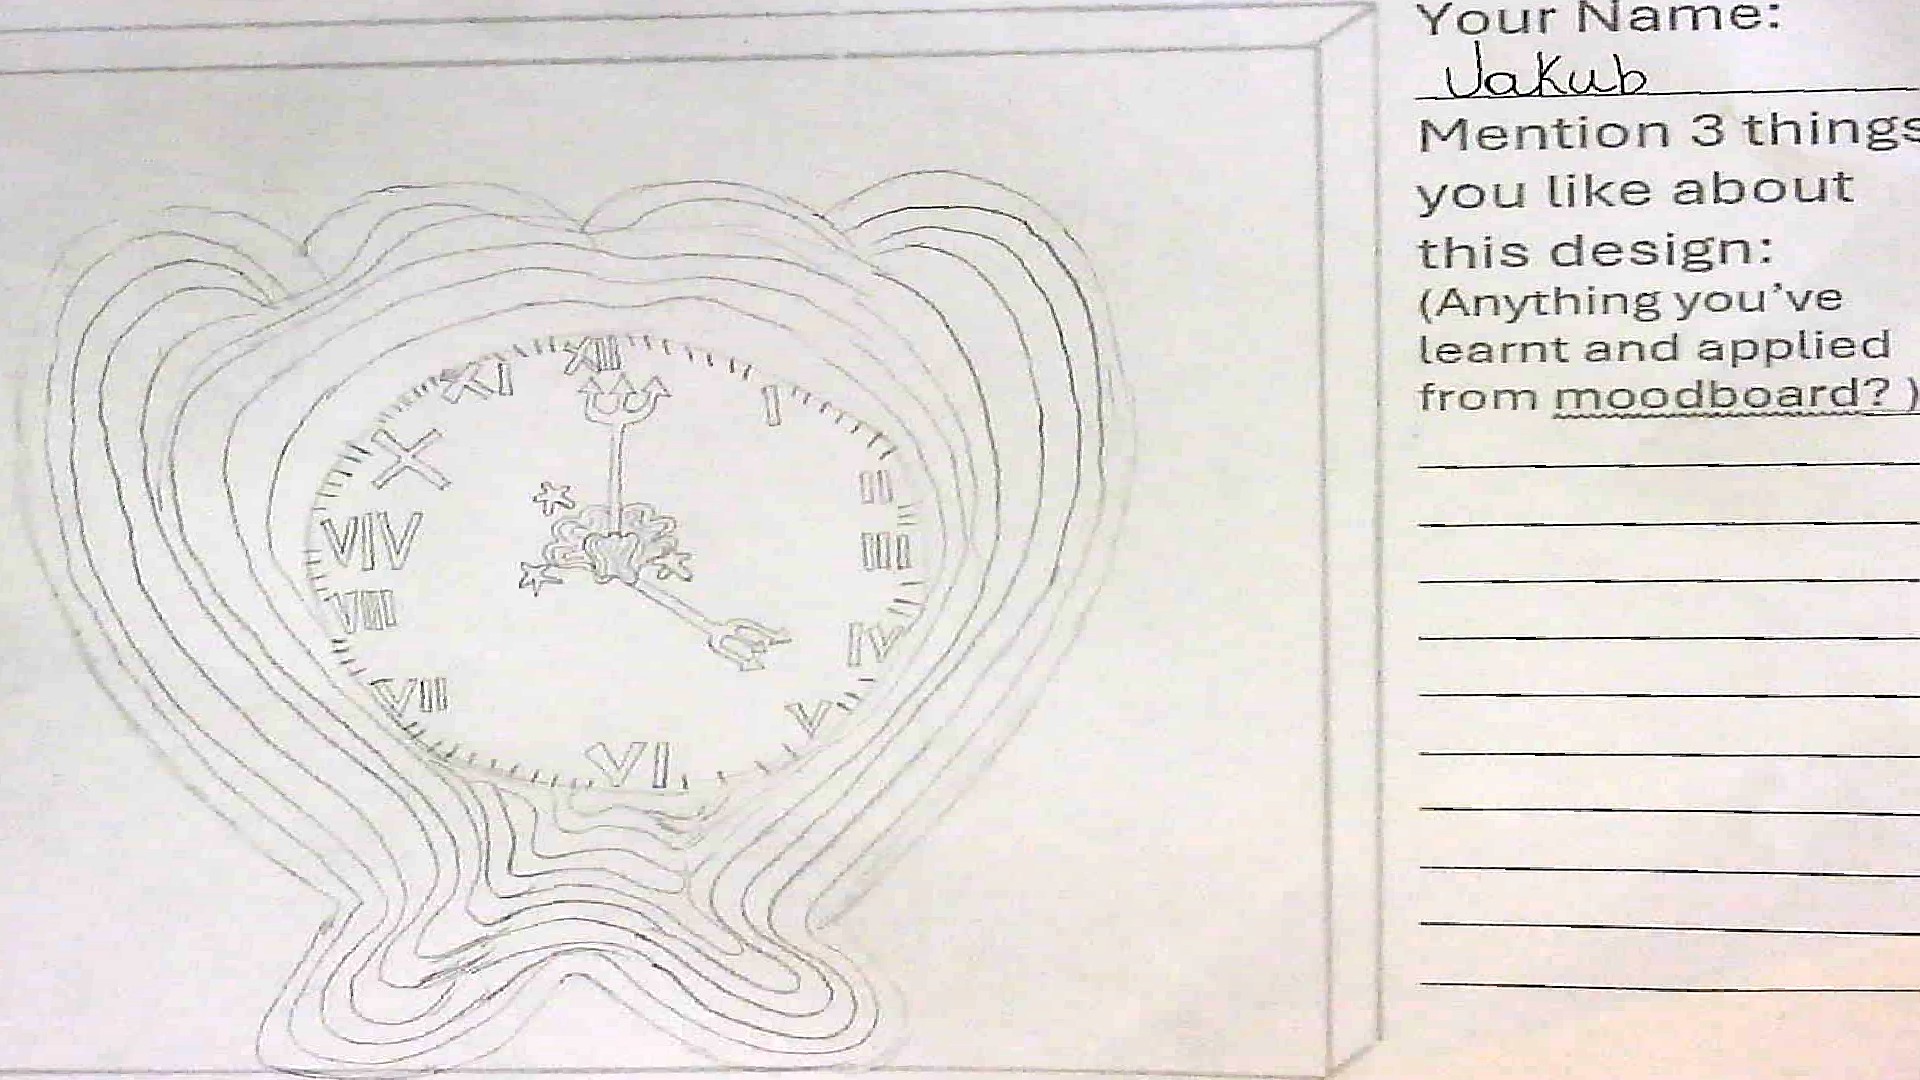 Your Name:
Jakub
Mention 3 things
you like about
this design:
(Anything you've
learnt and applied
from moodboard? )
XII
XI
I
X
II
VIV
III
VIII
IV
VII
V
VI